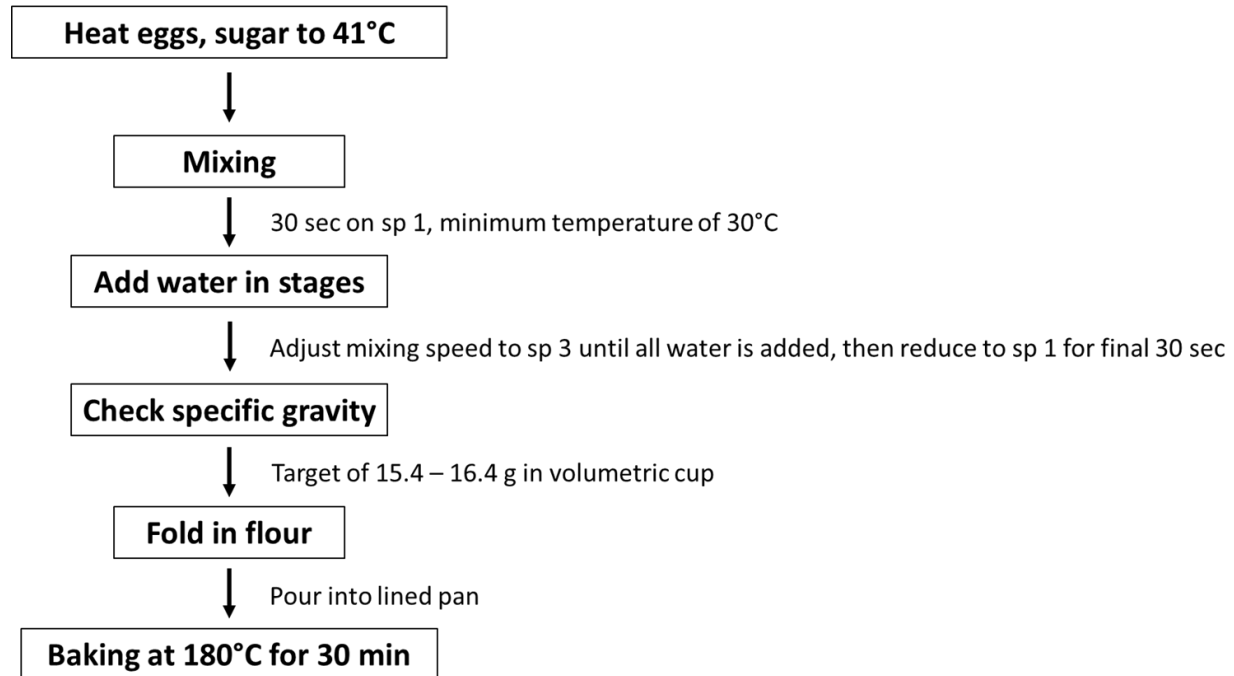 Heat eggs, sugar to 41°C
Mixing
30 sec on sp 1, minimum temperature of 30°C
Add water in stages
Adjust mixing speed to sp 3 until all water is added, then reduce to sp 1 for final 30 sec
Check specific gravity
Target of 15.4 – 16.4 g in volumetric cup
Fold in flour
Pour into lined pan
Baking at 180°C for 30 min